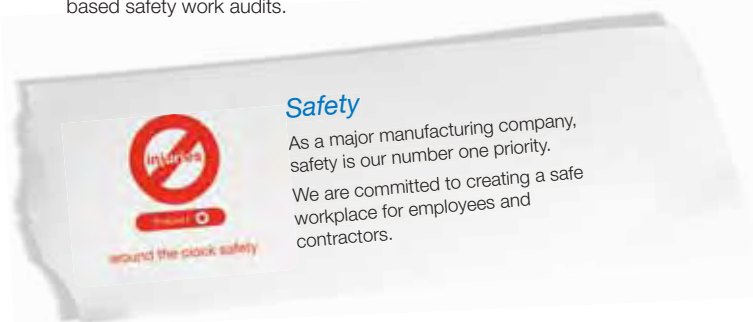 based safety work audits.
Safety
As a major manufacturing company,
safety is our number one priority.
We are committed to creating a safe
workplace for employees and
contractors.
injuries
around the clock safety